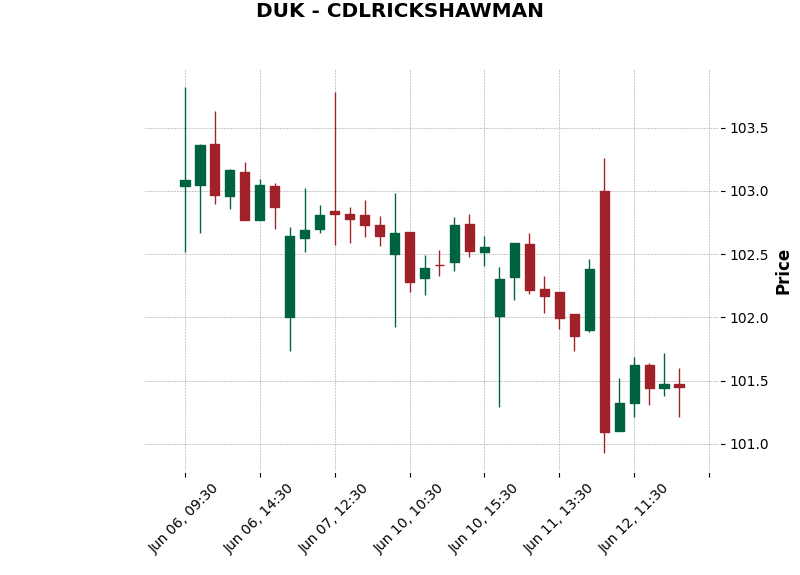 DUK - CDLRICKSHAWMAN
103.5
103.0
102.5
102.0
101.5
101.0
Price
Jun 06, 09:30
Jun 06, 14:30
Jun 07, 12:30
Jun 10, 10:30
Jun 10, 15:30
Jun 11, 13:30
Jun 12, 11:30